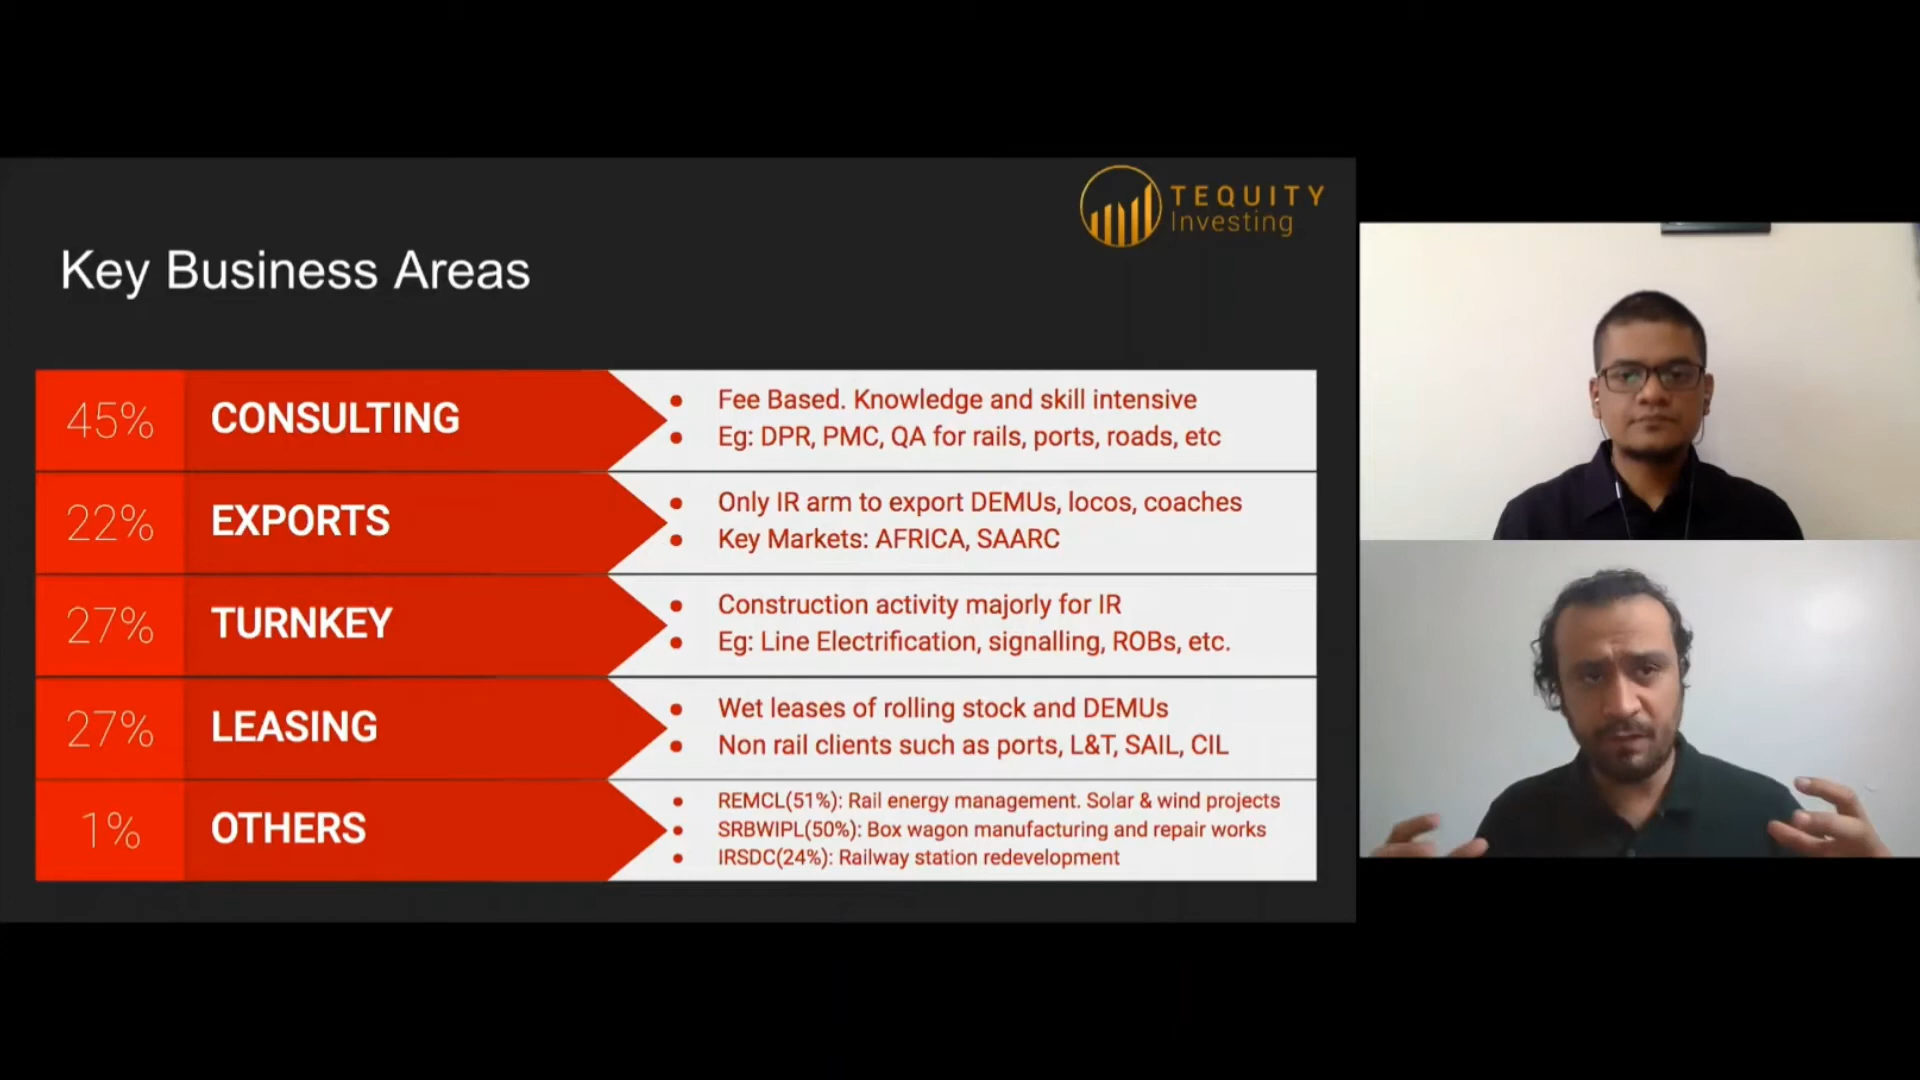 TEQUITY
Investing
Key Business Areas
45%
CONSULTING
Fee Based. Knowledge and skill intensive
Eg: DPR, PMC, QA for rails, ports, roads, etc
22%
EXPORTS
Only IR arm to export DEMUs, locos, coaches
Key Markets: AFRICA, SAARC
27%
TURNKEY
Construction activity majorly for IR
Eg: Line Electrification, signalling, ROBs, etc.
27%
LEASING
Wet leases of rolling stock and DEMUs
Non rail clients such as ports, L&T, SAIL, CIL
1%
OTHERS
REMCL(51%): Rail energy management. Solar & wind projects
SRBWIPL(50%): Box wagon manufacturing and repair works
IRSDC(24%): Railway station redevelopment